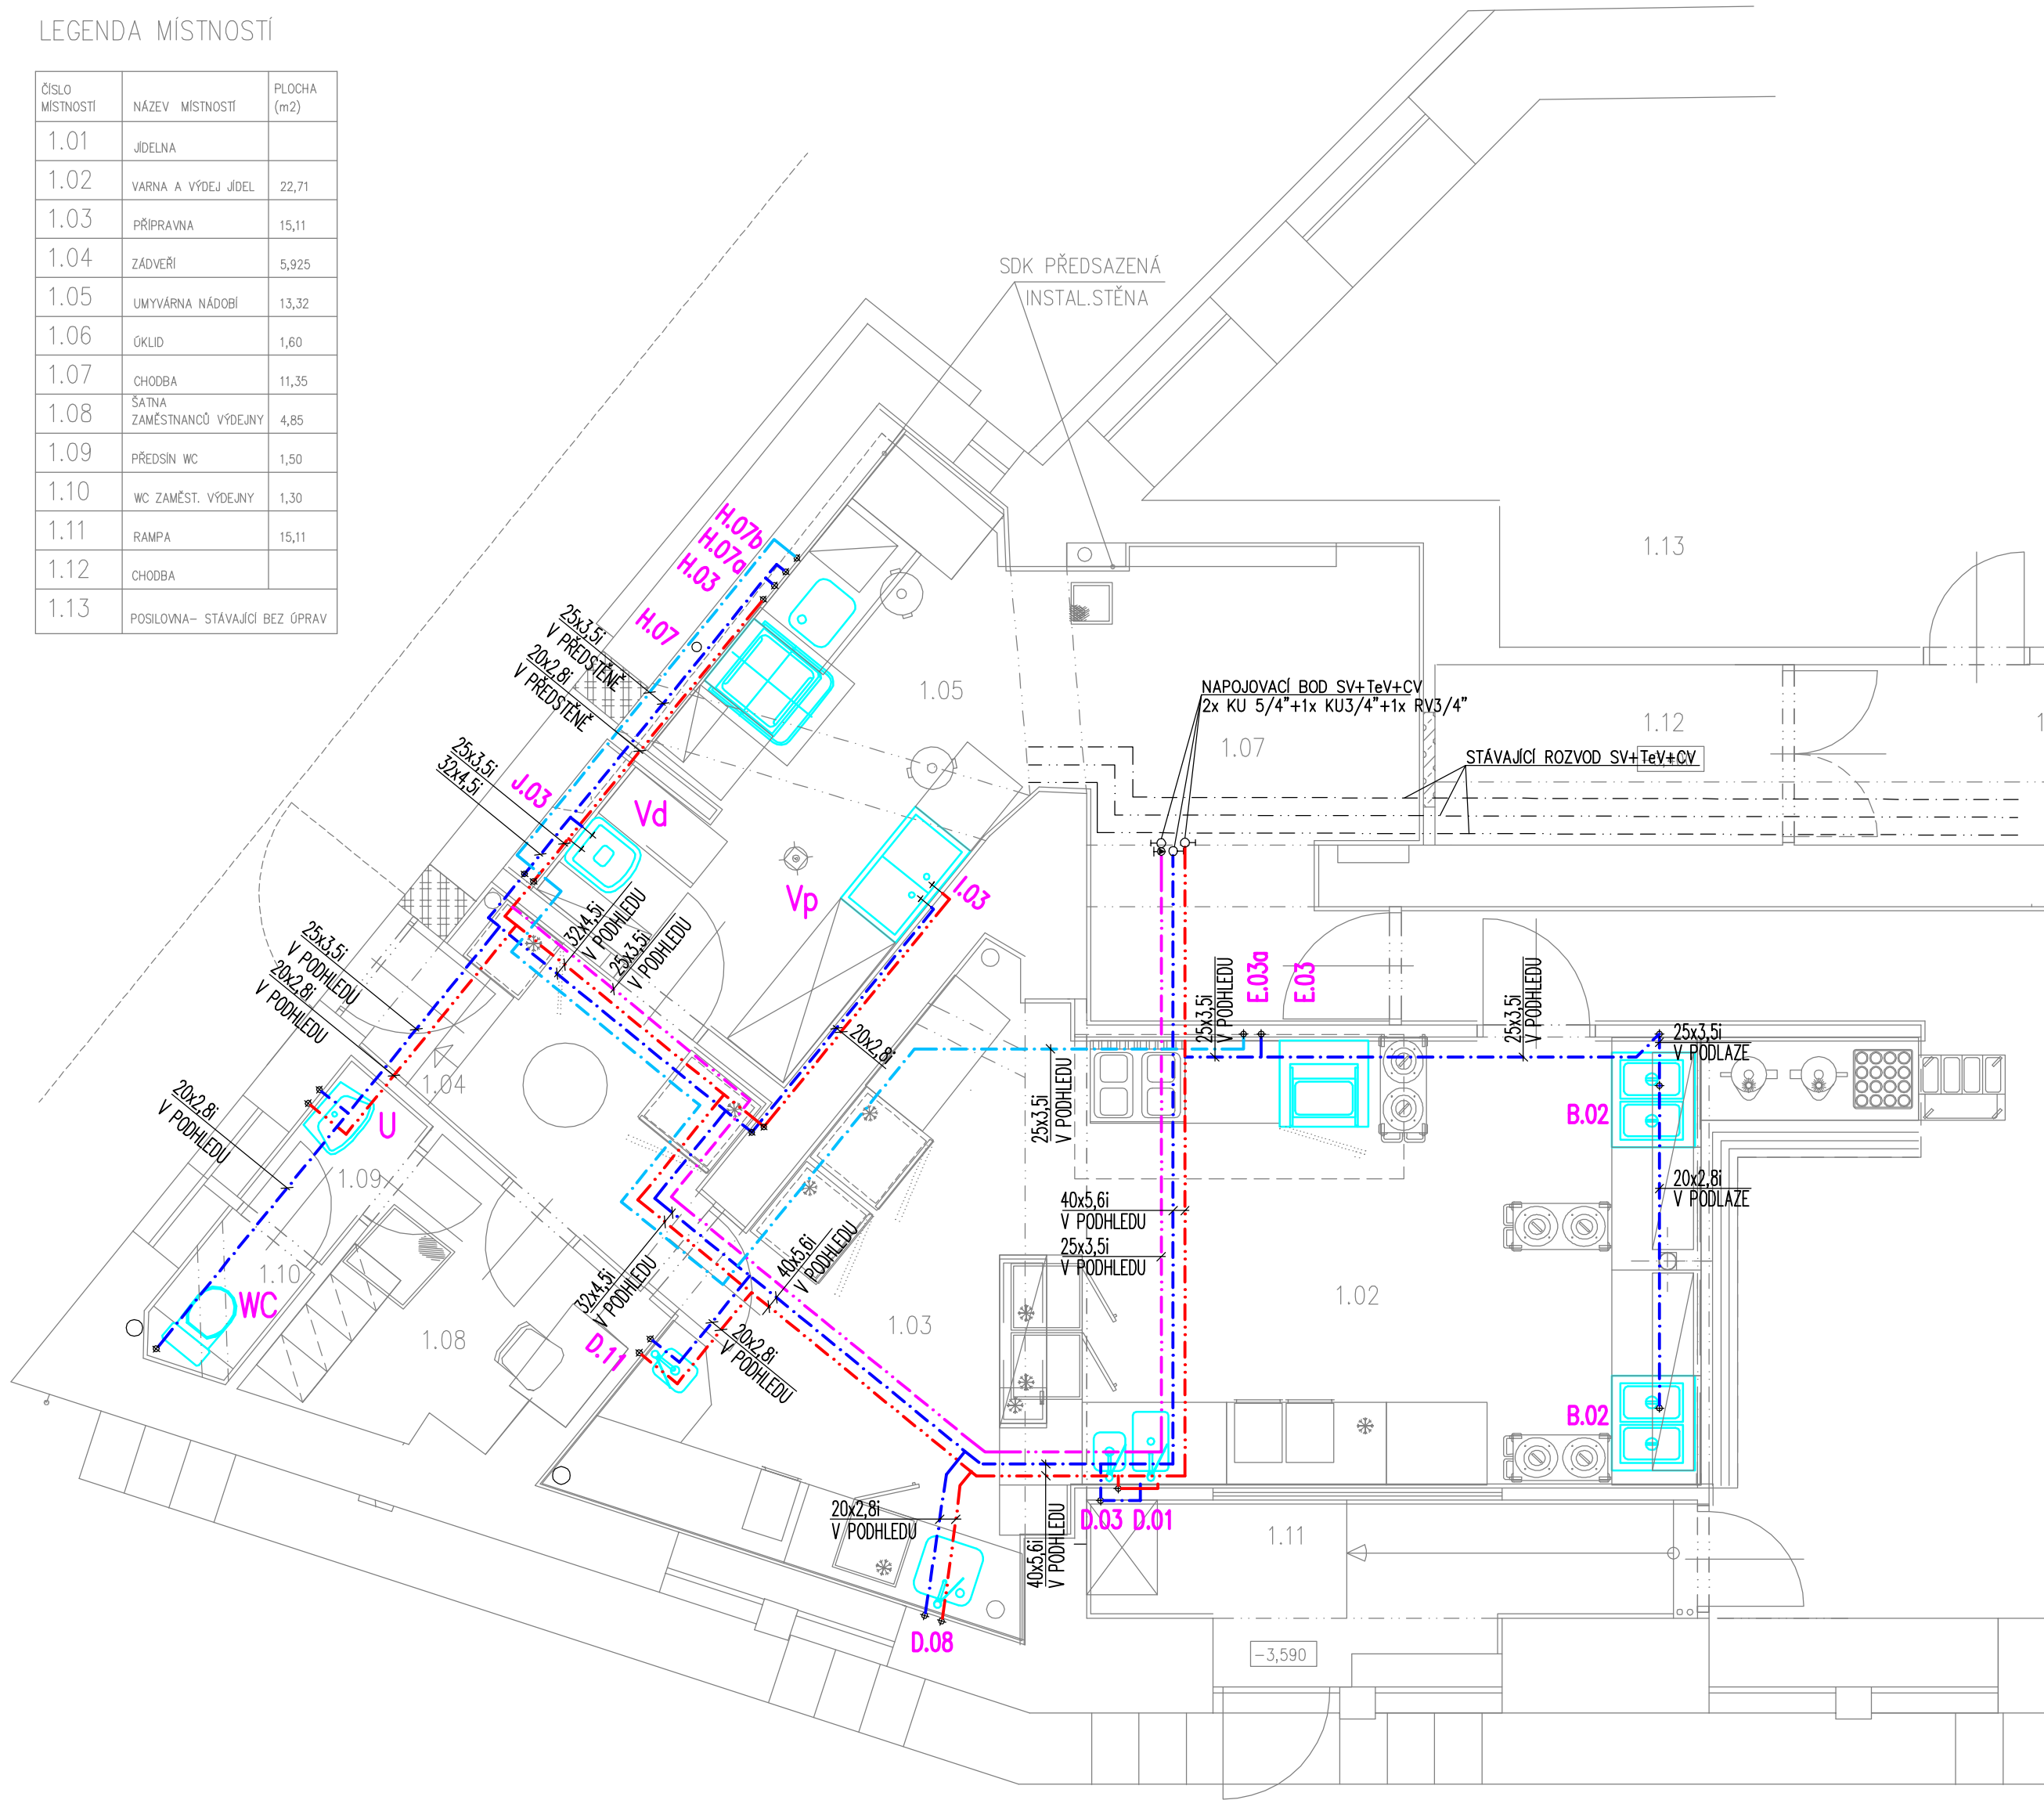 LEGENDA MÍSTNOSTÍ
ČÍSLO
MÍSTNOSTÍ
NÁZEV MÍSTNOSTÍ
PLOCHA
(m2)
1.01 JÍDELNA
1.02 VARNA A VÝDEJ JÍDEL 22,71
1.03 PŘÍPRAVNA 15,11
1.04 ZÁDVEŘÍ 5,925
1.05 UMYVÁRNA NÁDOBÍ 13,32
1.06 ÚKLID 1,60
1.07 CHODBA 11,35
1.08 ŠATNA
ZAMĚSTNANCŮ VÝDEJNY 4,85
1.09 PŘEDSÍN WC 1,50
1.10 WC ZAMĚST. VÝDEJNY 1,30
1.11 RAMPA 15,11
1.12 CHODBA
1.13 POSILOVNA– STÁVAJÍCÍ BEZ ÚPRAV
SDK PŘEDSAZENÁ
INSTAL.STĚNA
H.07b
H.07a
H.03
H.07
25x3,5i
V PŘEDSTĚNĚ
20x2,8i
V PŘEDSTĚNĚ
25x3,5i
32x4,5i
J.03
Vd
Vp
1.05
I.03
1.13
NAPOJOVACÍ BOD SV+TeV+CV
2x KU 5/4"+1x KU3/4"+1x RV3/4"
1.07
1.12
STÁVAJÍCÍ ROZVOD SV+TeV+CV
32x4,5i
V PODHLEDU
25x3,5i
V PODHLEDU
25x3,5i
V PODHLEDU
20x2,8i
V PODHLEDU
20x2,8i
V PODHLEDU
1.04
U
1.09
1.10
WC
1.08
20x2,8i
25x3,5i
V PODHLEDU
E.03a
E.03
25x3,5i
V PODHLEDU
25x3,5i
V PODHLEDU
25x3,5i
V PODLAZE
B.02
20x2,8i
V PODLAZE
40x5,6i
V PODHLEDU
25x3,5i
V PODHLEDU
1.02
B.02
32x4,5i
V PODHLEDU
40x5,6i
V PODHLEDU
D.11
20x2,8i
V PODHLEDU
1.03
20x2,8i
V PODHLEDU
D.08
40x5,6i
V PODHLEDU
D.03
D.01
1.11
-3,590